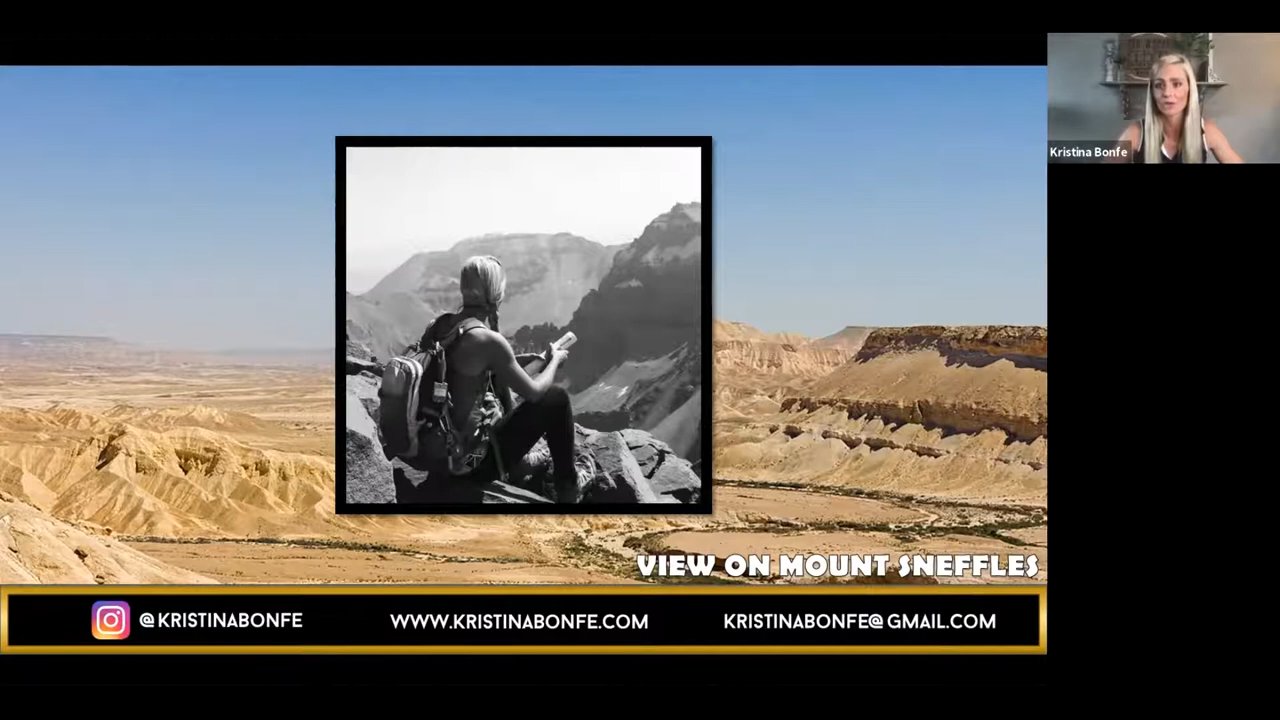 Kristina Bonfe
VIEW ON MOUNT SNEFFLES
@KRISTINABONFE
WWW.KRISTINABONFE.COM
KRISTINABONFE@GMAIL.COM